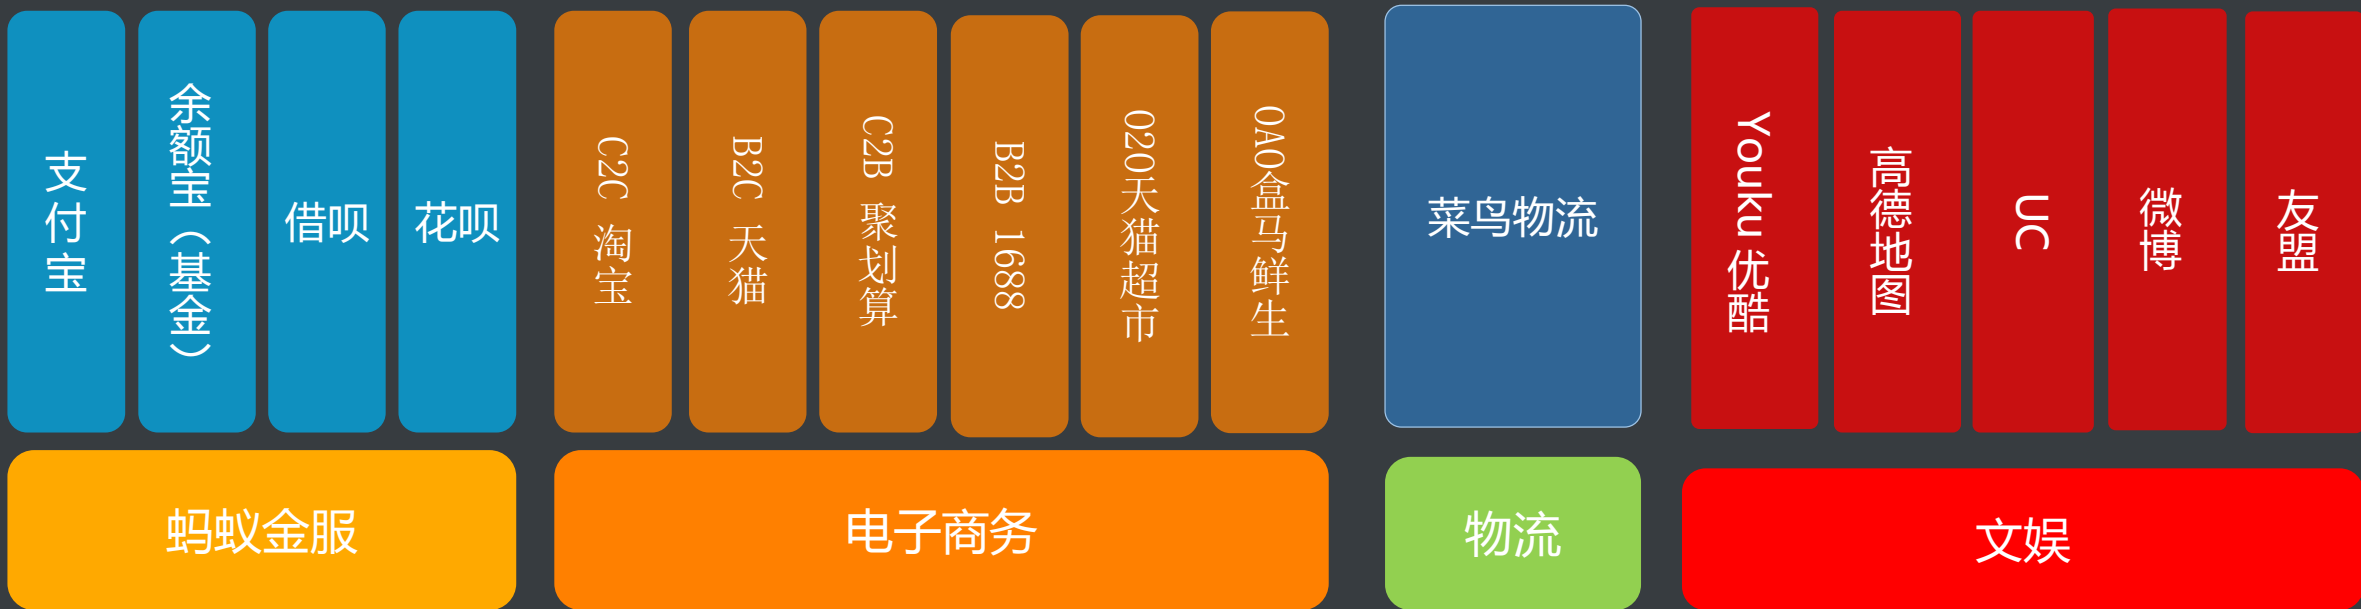 支付宝
余额宝（基金）
借呗
花呗
C2C 淘宝
B2C 天猫
C2B 聚划算
B2B 1688
O2O天猫超市
OAO盒马鲜生
菜鸟物流
Youku 优酷
高德地图
UC
微博
友盟
蚂蚁金服
电子商务
物流
文娱